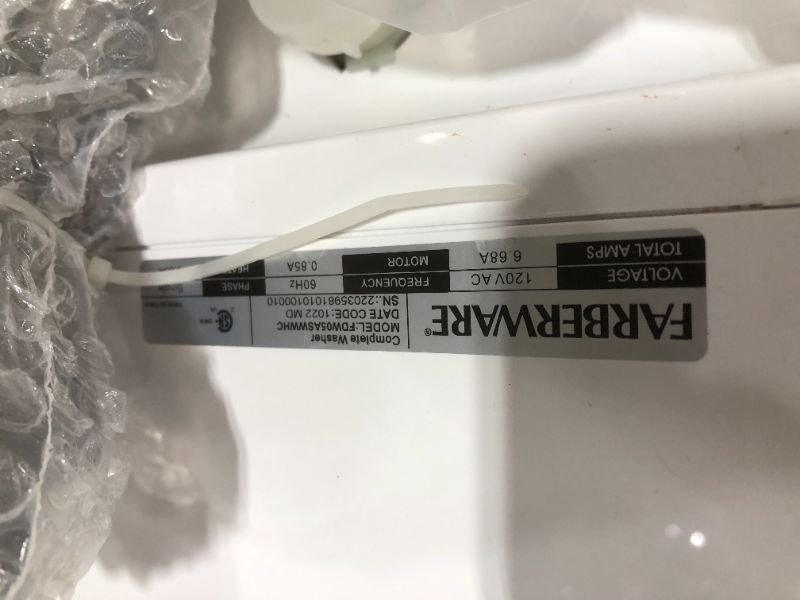 FARBERWARE®
Complete Washer
MODEL:FDW05ASWWHC
DATE CODE:1022 MD
SN.:2203598101100010
VOLTAGE 120V AC FREQUENCY 60Hz PHASE
TOTAL AMPS 6.68A MOTOR 0.85A